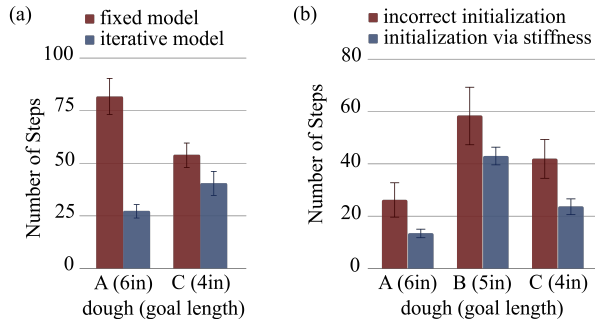 (a)
fixed model
iterative model
100
75
50
25
0
Number of Steps
A (6in) C (4in)
dough (goal length)
(b)
incorrect initialization
initialization via stiffness
80
60
40
20
0
Number of Steps
A (6in) B (5in) C (4in)
dough (goal length)